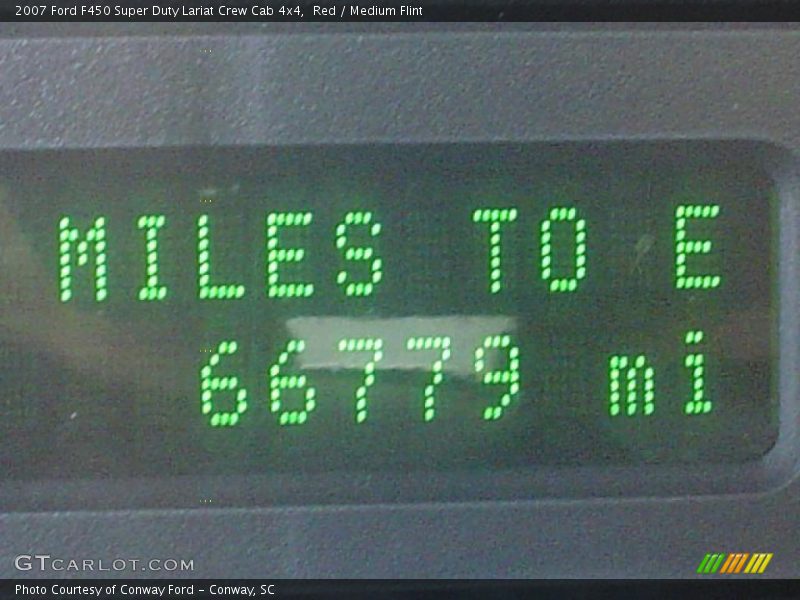 2007 Ford F450 Super Duty Lariat Crew Cab 4x4,  Red / Medium Flint
MILES TO E
66779 mi
GTCARLOT.COM
Photo Courtesy of Conway Ford – Conway, SC